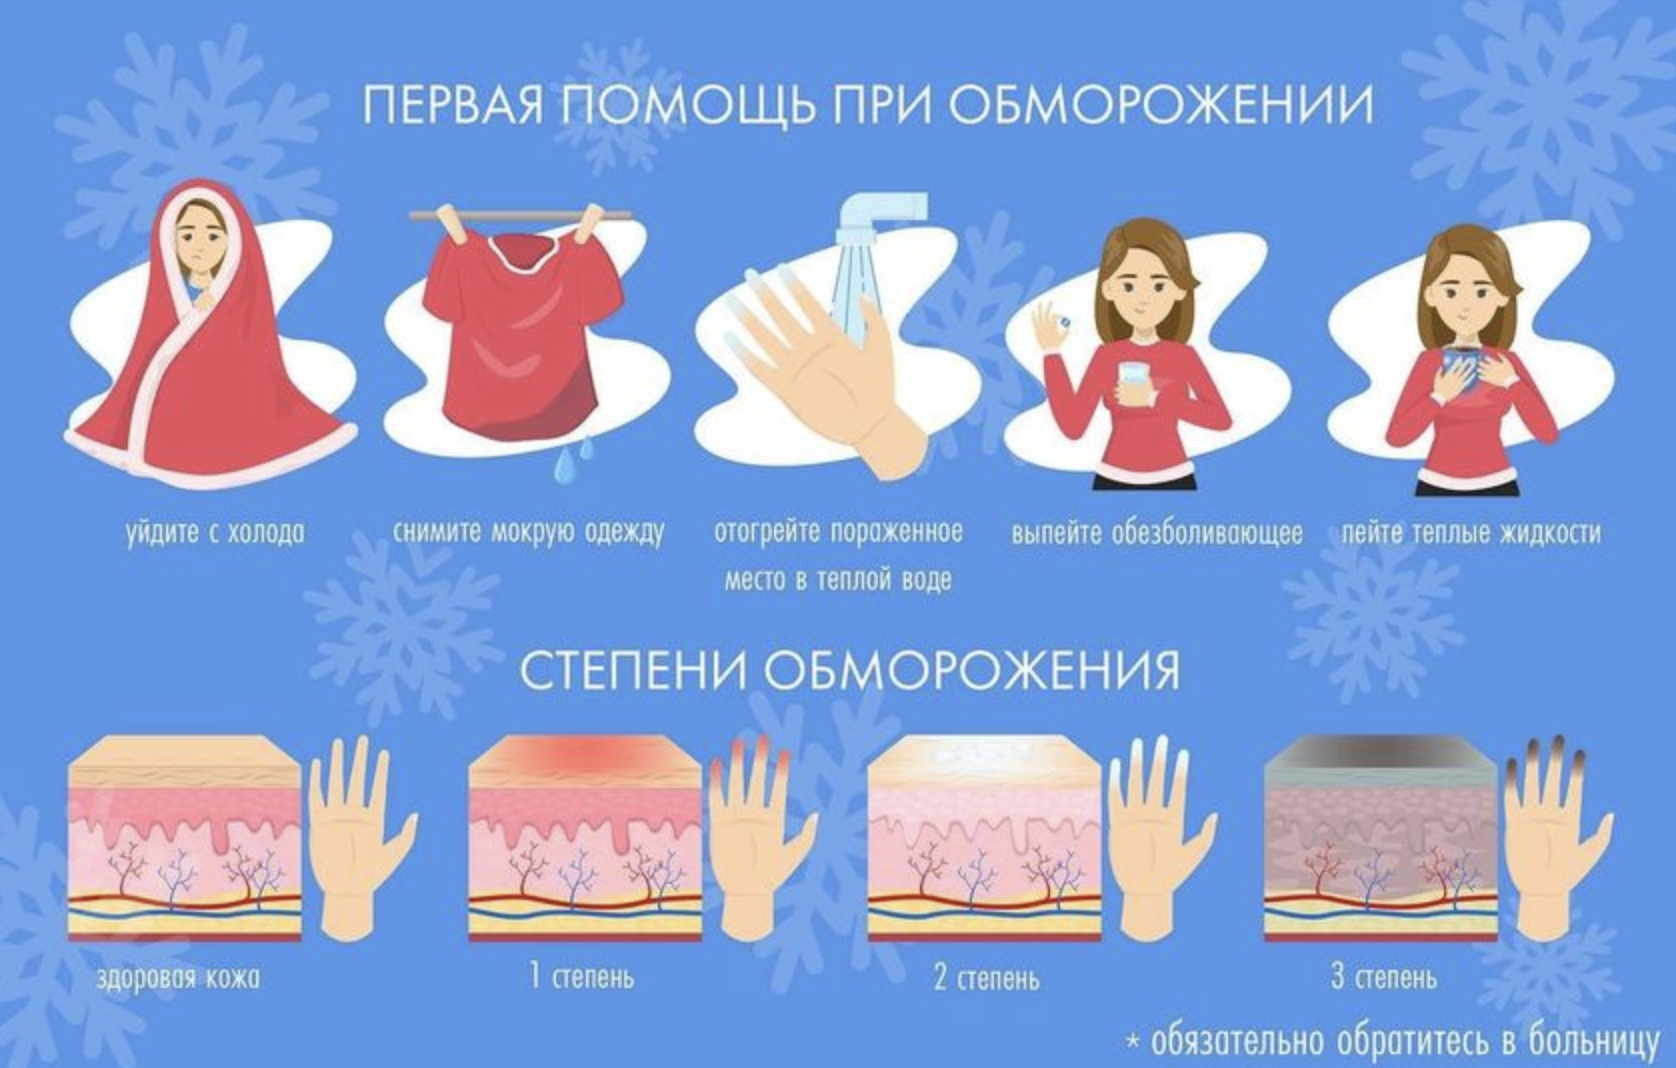 ПЕРВАЯ ПОМОЩЬ ПРИ ОБМОРОЖЕНИИ
уйдите с холода
снимите мокрую одежду
отогрейте пораженное
место в теплой воде
выпейте обезболивающее
пейте теплые жидкости
СТЕПЕНИ ОБМОРОЖЕНИЯ
здоровая кожа
1 степень
2 степень
3 степень
* обязательно обратитесь в больницу